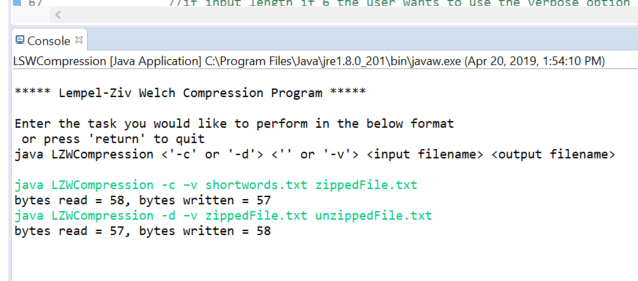 67 //if input length if 6 the user wants to use the verbose option
Console
LSWCompression [Java Application] C:\Program Files\Java\jre1.8.0_201\bin\javaw.exe (Apr 20, 2019, 1:54:10 PM)
***** Lempel-Ziv Welch Compression Program *****
Enter the task you would like to perform in the below format
or press 'return' to quit
java LZWCompression <'-c' or '-d'> <'' or '-v'> <input filename> <output filename>
java LZWCompression -c -v shortwords.txt zippedFile.txt
bytes read = 58, bytes written = 57
java LZWCompression -d -v zippedFile.txt unzippedFile.txt
bytes read = 57, bytes written = 58